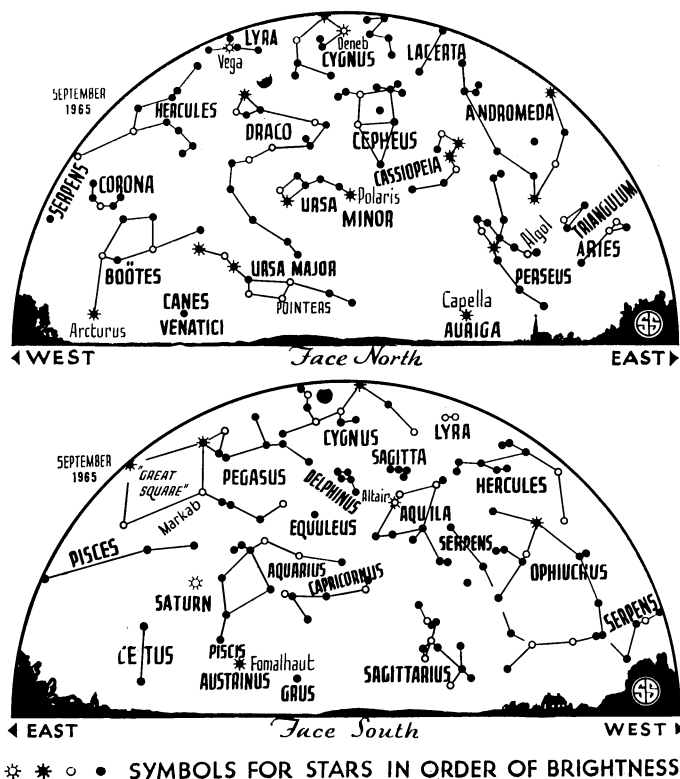 LYRA
Vega
Deneb
CYGNUS
LACERTA
SEPTEMBER
1965
HERCULES
DRACO
CEPHEUS
ANDROMEDA
CASSIOPEIA
SERPENS
CORONA
URSA
MINOR
Polaris
TRIANGULUM
Algol
ARIES
BOÖTES
URSA MAJOR
PERSEUS
CANES
VENATICI
POINTERS
Capella
AURIGA
Arcturus
SS
WEST
Face North
EAST
CYGNUS
LYRA
SAGITTA
SEPTEMBER
1965
"GREAT
SQUARE"
PEGASUS
DELPHINUS
Altair
HERCULES
Markab
EQUULEUS
AQUILA
SERPENS
PISCES
AQUARIUS
CAPRICORNUS
OPHIUCHUS
SATURN
SERPENS
CETUS
PISCIS
AUSTRINUS
Fomalhaut
GRUS
SAGITTARIUS
SS
EAST
Face South
WEST
SYMBOLS FOR STARS IN ORDER OF BRIGHTNESS